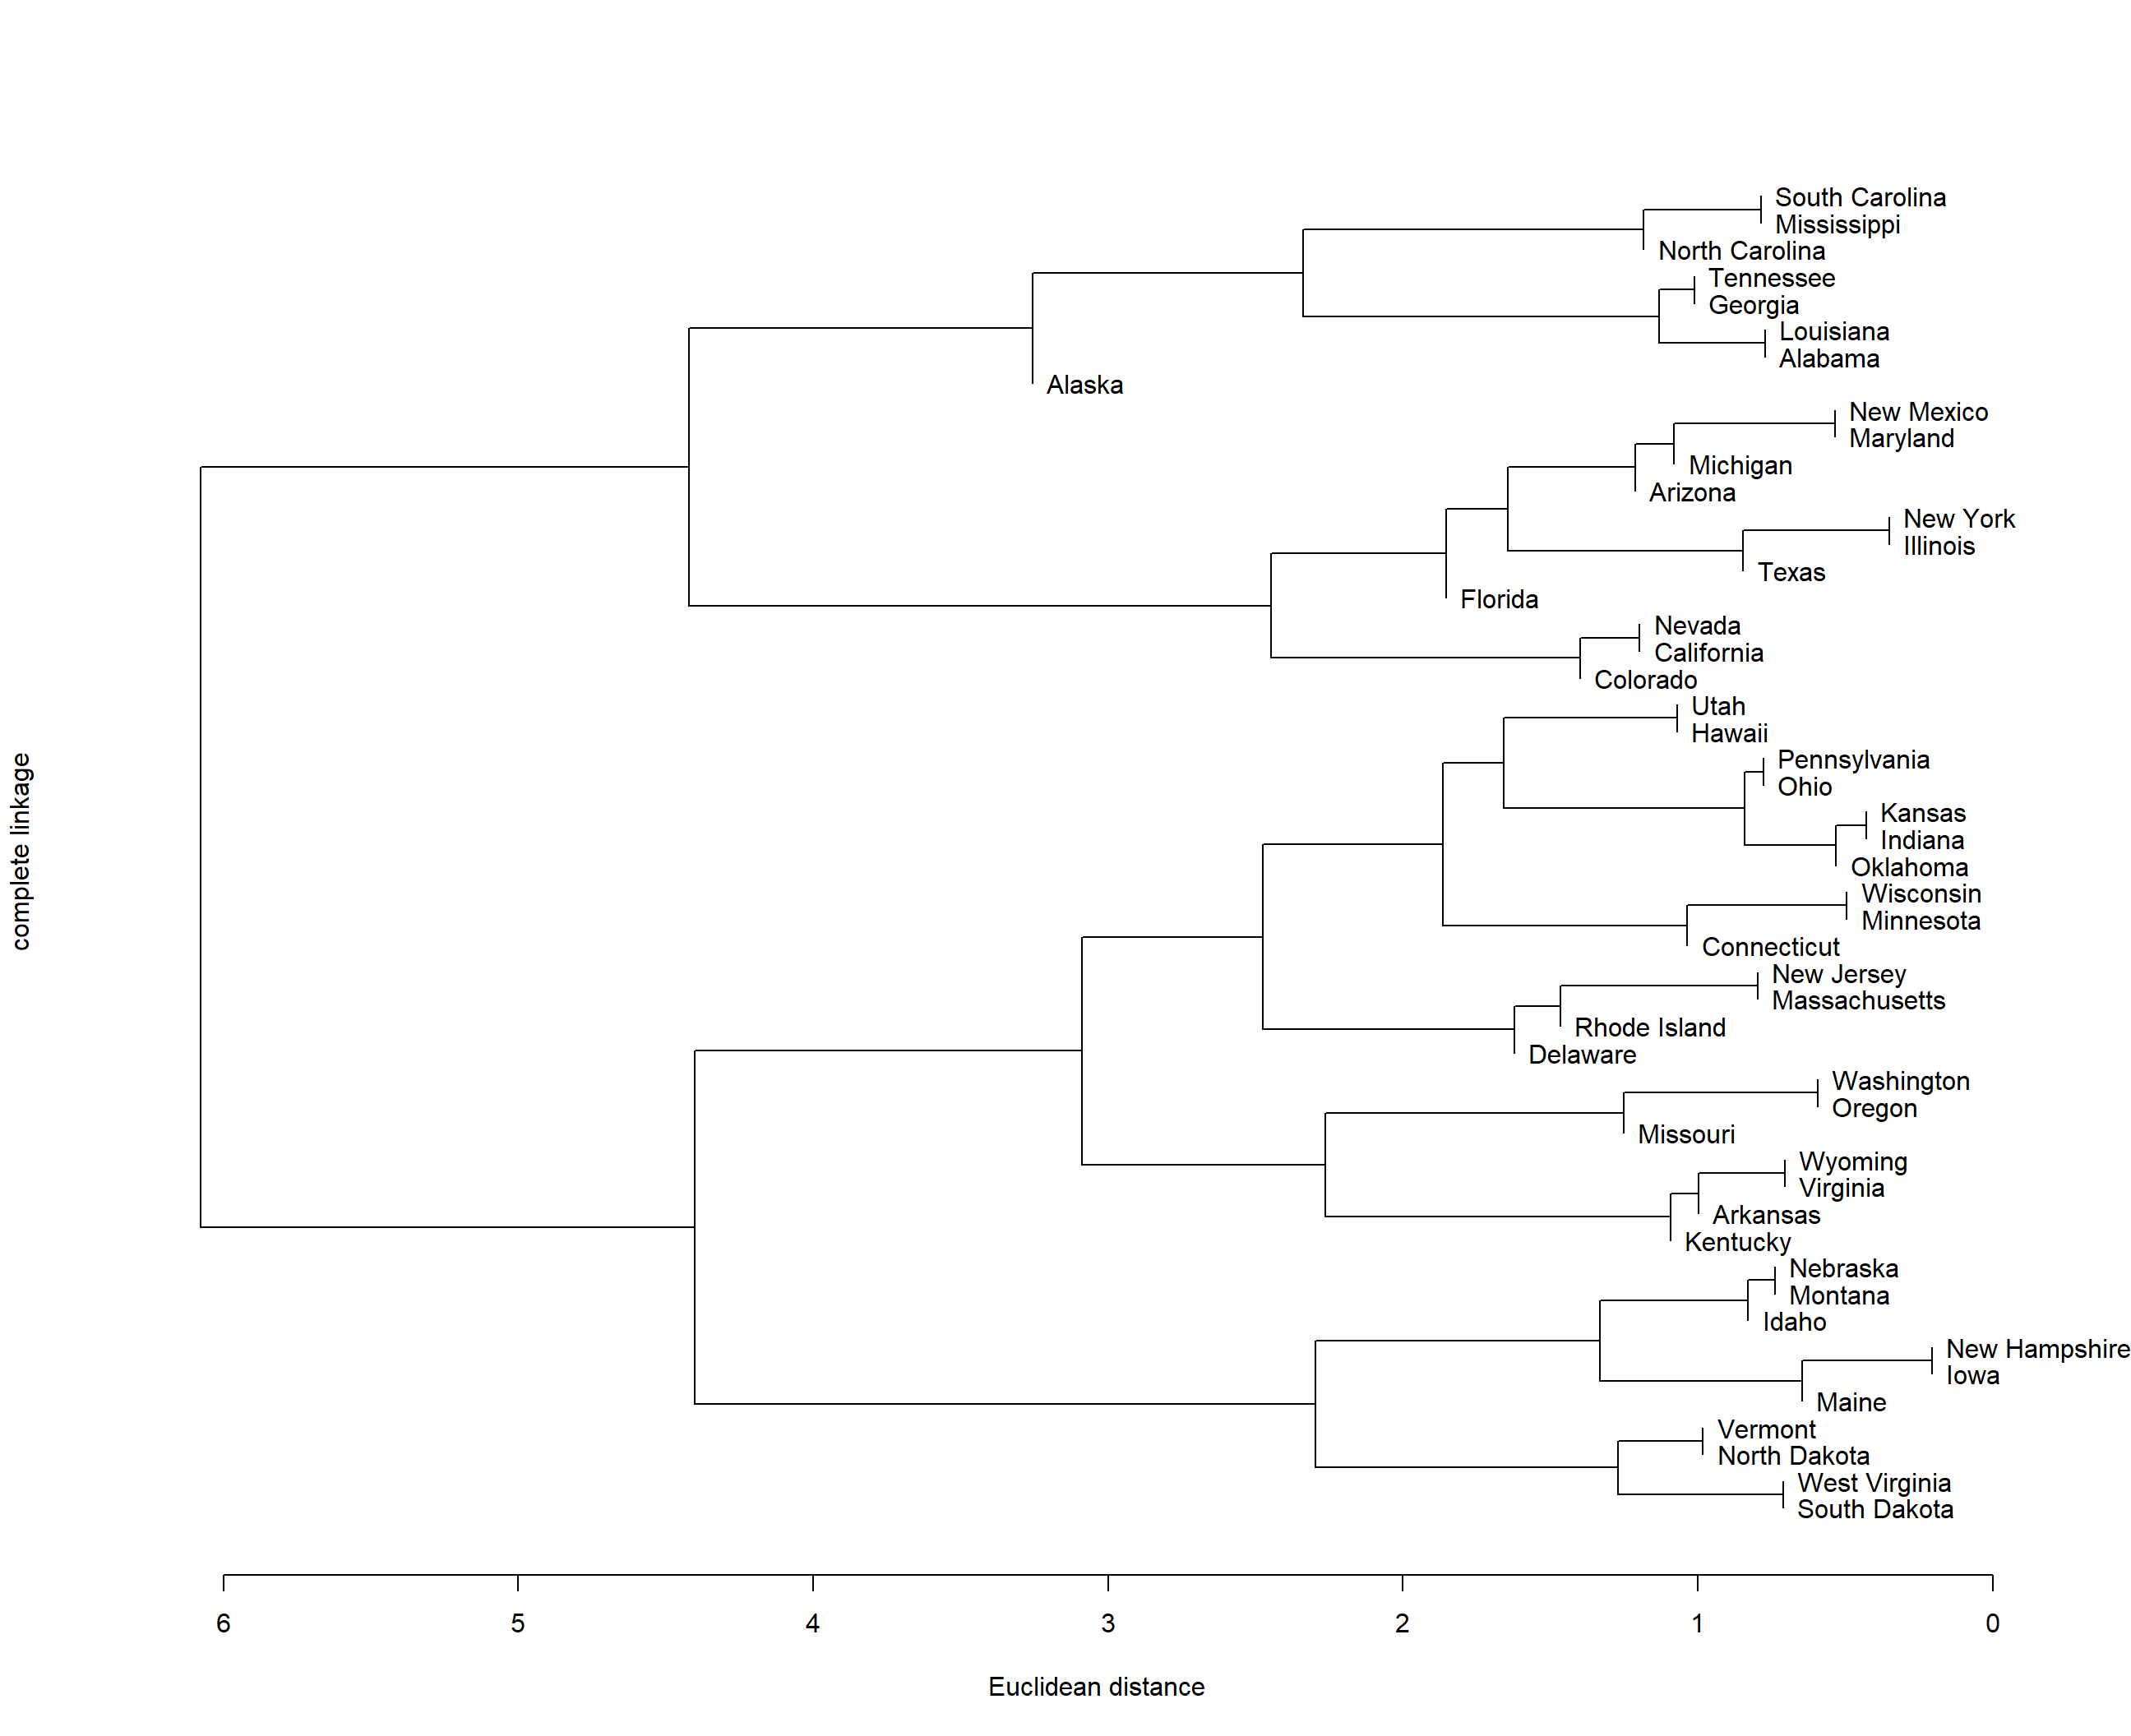 South Carolina
Mississippi
North Carolina
Tennessee
Georgia
Louisiana
Alabama
Alaska
New Mexico
Maryland
Michigan
Arizona
New York
Illinois
Texas
Florida
Nevada
California
Colorado
Utah
Hawaii
Pennsylvania
Ohio
Kansas
Indiana
Oklahoma
Wisconsin
Minnesota
Connecticut
New Jersey
Massachusetts
Rhode Island
Delaware
Washington
Oregon
Missouri
Wyoming
Virginia
Arkansas
Kentucky
Nebraska
Montana
Idaho
New Hampshire
Iowa
Maine
Vermont
North Dakota
West Virginia
South Dakota
complete linkage
6 5 4 3 2 1 0
Euclidean distance